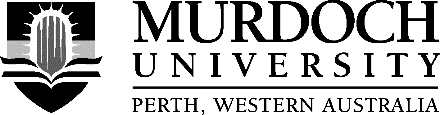 MURDOCH
UNIVERSITY
PERTH, WESTERN AUSTRALIA